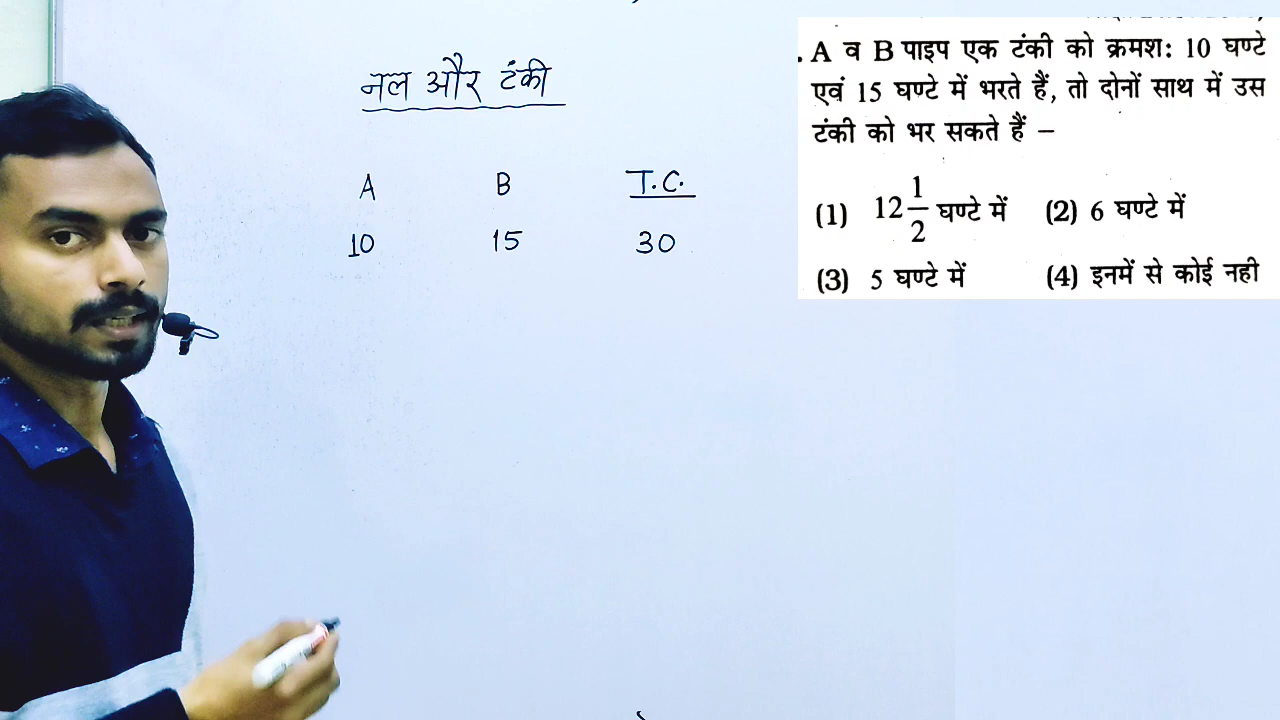 नल और टंकी
A B T.C.
10 15 30
. A व B पाइप एक टंकी को क्रमश: 10 घण्टे
एवं 15 घण्टे में भरते हैं, तो दोनों साथ में उस
टंकी को भर सकते हैं –
(1) 12 1/2 घण्टे में (2) 6 घण्टे में
(3) 5 घण्टे में (4) इनमें से कोई नही